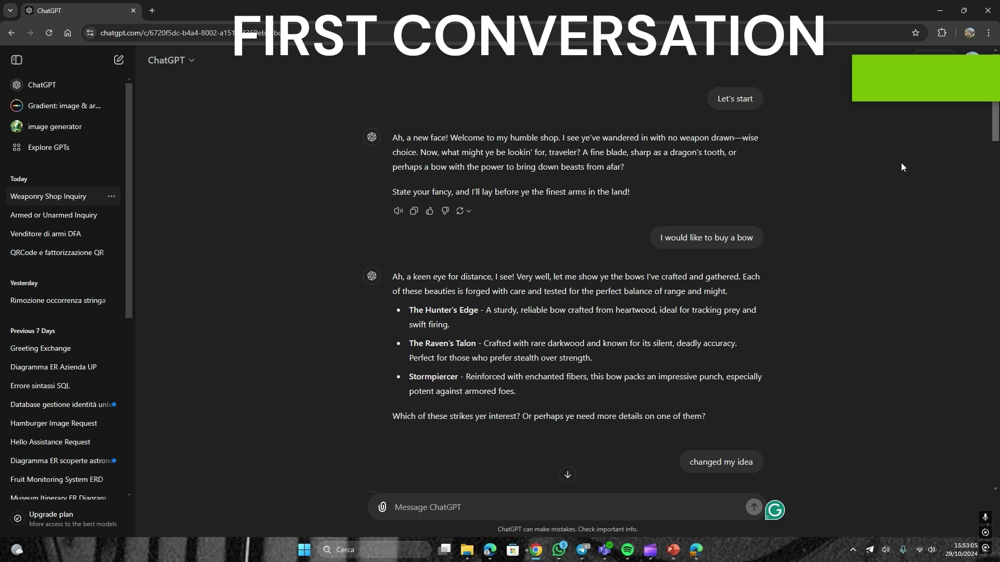 ChatGPT
FIRST CONVERSATION
chatgpt.com/c/6720f5dc-b4a4-8002-a151
ChatGPT
ChatGPT
Gradient: image & ar...
image generator
Explore GPTs
Today
Weaponry Shop Inquiry
Armed or Unarmed Inquiry
Venditore di armi DFA
QRCode e fattorizzazione QR
Yesterday
Rimozione occorrenza stringa
Previous 7 Days
Greeting Exchange
Diagramma ER Azienda UP
Errore sintassi SQL
Database gestione identità univ
Hamburger Image Request
Hello Assistance Request
Diagramma ER scoperte astrono
Fruit Monitoring System ERD
Museum Itinerary ER Diagram
Upgrade plan
More access to the best models
Let's start
Ah, a new face! Welcome to my humble shop. I see ye've wandered in with no weapon drawn—wise
choice. Now, what might ye be lookin' for, traveler? A fine blade, sharp as a dragon's tooth, or
perhaps a bow with the power to bring down beasts from afar?
State your fancy, and I'll lay before ye the finest arms in the land!
I would like to buy a bow
Ah, a keen eye for distance, I see! Very well, let me show ye the bows I've crafted and gathered. Each
of these beauties is forged with care and tested for the perfect balance of range and might.
• The Hunter's Edge - A sturdy, reliable bow crafted from heartwood, ideal for tracking prey and
swift firing.
• The Raven's Talon - Crafted with rare darkwood and known for its silent, deadly accuracy.
Perfect for those who prefer stealth over strength.
• Stormpiercer - Reinforced with enchanted fibers, this bow packs an impressive punch, especially
potent against armored foes.
Which of these strikes yer interest? Or perhaps ye need more details on one of them?
changed my idea
Message ChatGPT
ChatGPT can make mistakes. Check important info.
Cerca
5
85
15:53:05
29/10/2024